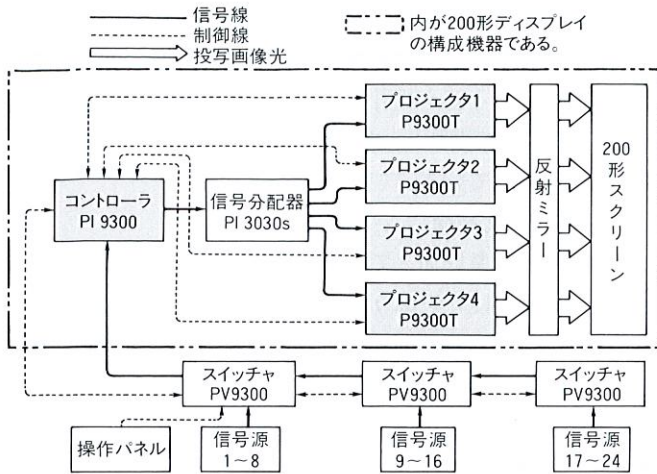 信号線
制御線
投写画像光
内が200形ディスプレイ
の構成機器である。
プロジェクタ1
P9300T
プロジェクタ2
P9300T
プロジェクタ3
P9300T
プロジェクタ4
P9300T
コントローラ
PI 9300
信号分配器
PI 3030s
反射ミラー
200形スクリーン
スイッチャ
PV9300
スイッチャ
PV9300
スイッチャ
PV9300
操作パネル
信号源
1~8
信号源
9~16
信号源
17~24